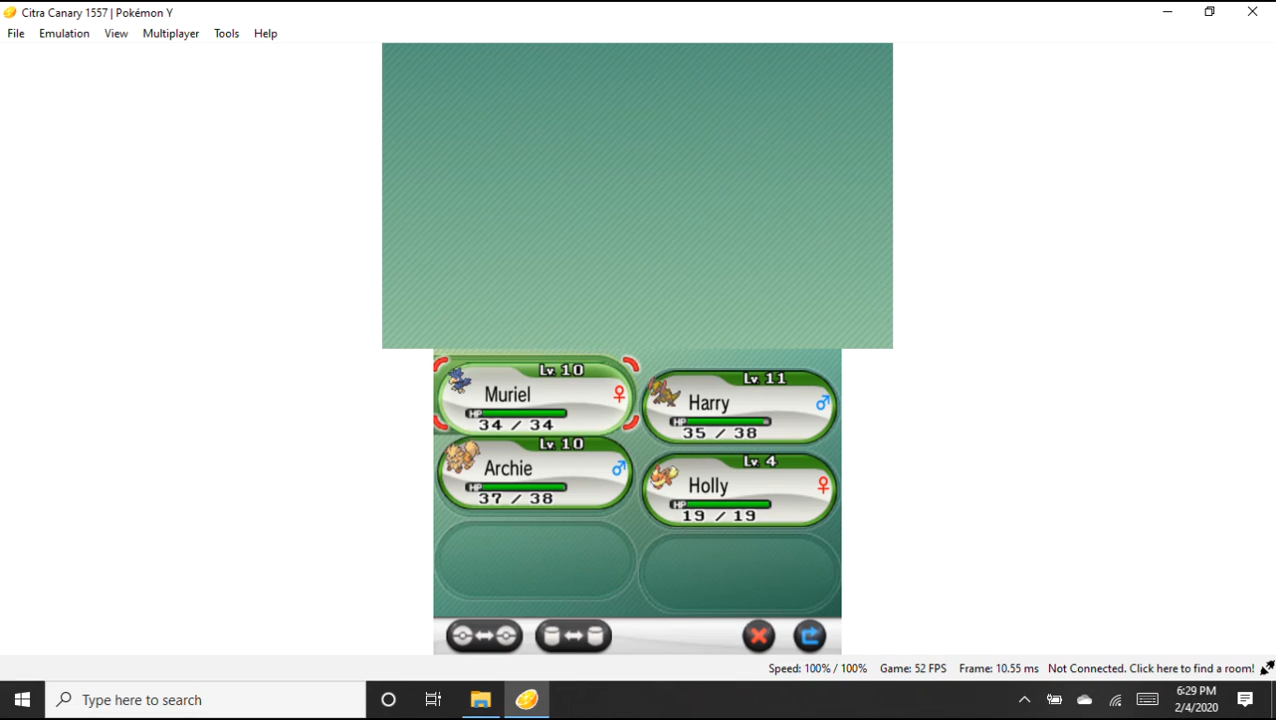 Citra Canary 1557 | Pokémon Y
File Emulation View Multiplayer Tools Help
Lv. 10
Muriel ♀
HP
34 / 34
Lv. 11
Harry ♂
HP
35 / 38
Lv. 10
Archie ♂
HP
37 / 38
Lv. 4
Holly ♀
HP
19 / 19
Speed: 100% / 100% Game: 52 FPS Frame: 10.55 ms Not Connected. Click here to find a room!
Type here to search
6:29 PM
2/4/2020